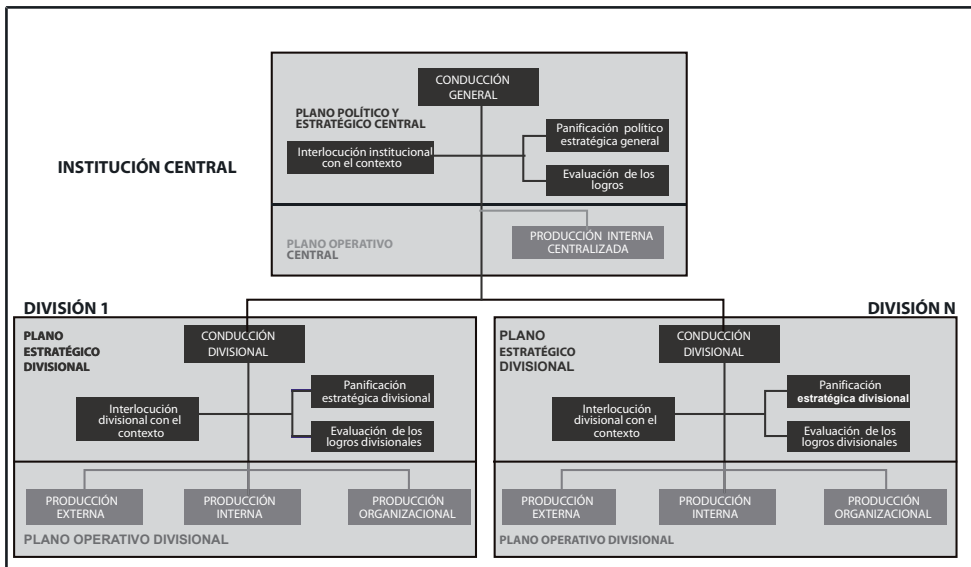 CONDUCCIÓN
GENERAL
PLANO POLÍTICO Y
ESTRATÉGICO CENTRAL
Interlocución institucional
con el contexto
Panificación político
estratégica general
Evaluación de los
logros
INSTITUCIÓN CENTRAL
PLANO OPERATIVO
CENTRAL
PRODUCCIÓN INTERNA
CENTRALIZADA
DIVISIÓN 1
PLANO
ESTRATÉGICO
DIVISIONAL
CONDUCCIÓN
DIVISIONAL
Interlocución
divisional con el
contexto
Panificación
estratégica divisional
Evaluación de los
logros divisionales
PRODUCCIÓN
EXTERNA
PRODUCCIÓN
INTERNA
PRODUCCIÓN
ORGANIZACIONAL
PLANO OPERATIVO DIVISIONAL
DIVISIÓN N
PLANO
ESTRATÉGICO
DIVISIONAL
CONDUCCIÓN
DIVISIONAL
Interlocución
divisional con el
contexto
Panificación
estratégica divisional
Evaluación de los
logros divisionales
PRODUCCIÓN
EXTERNA
PRODUCCIÓN
INTERNA
PRODUCCIÓN
ORGANIZACIONAL
PLANO OPERATIVO DIVISIONAL